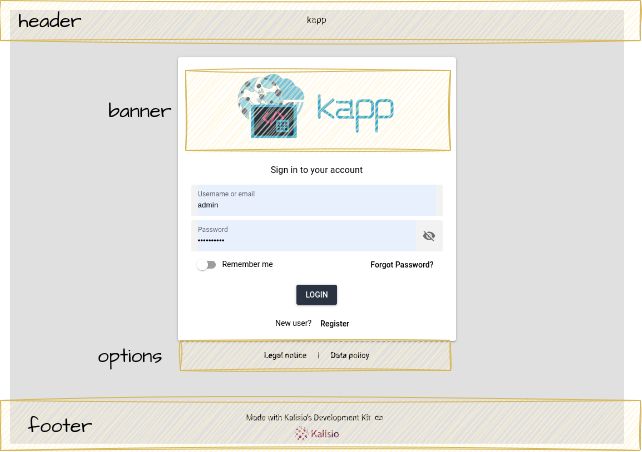 header
kapp
banner
kapp
Sign in to your account
Username or email
admin
Password
••••••••••
Remember me
Forgot Password?
LOGIN
New user? Register
options
Legal notice | Data policy
footer
Made with Kalisio's Development Kit
Kalisio